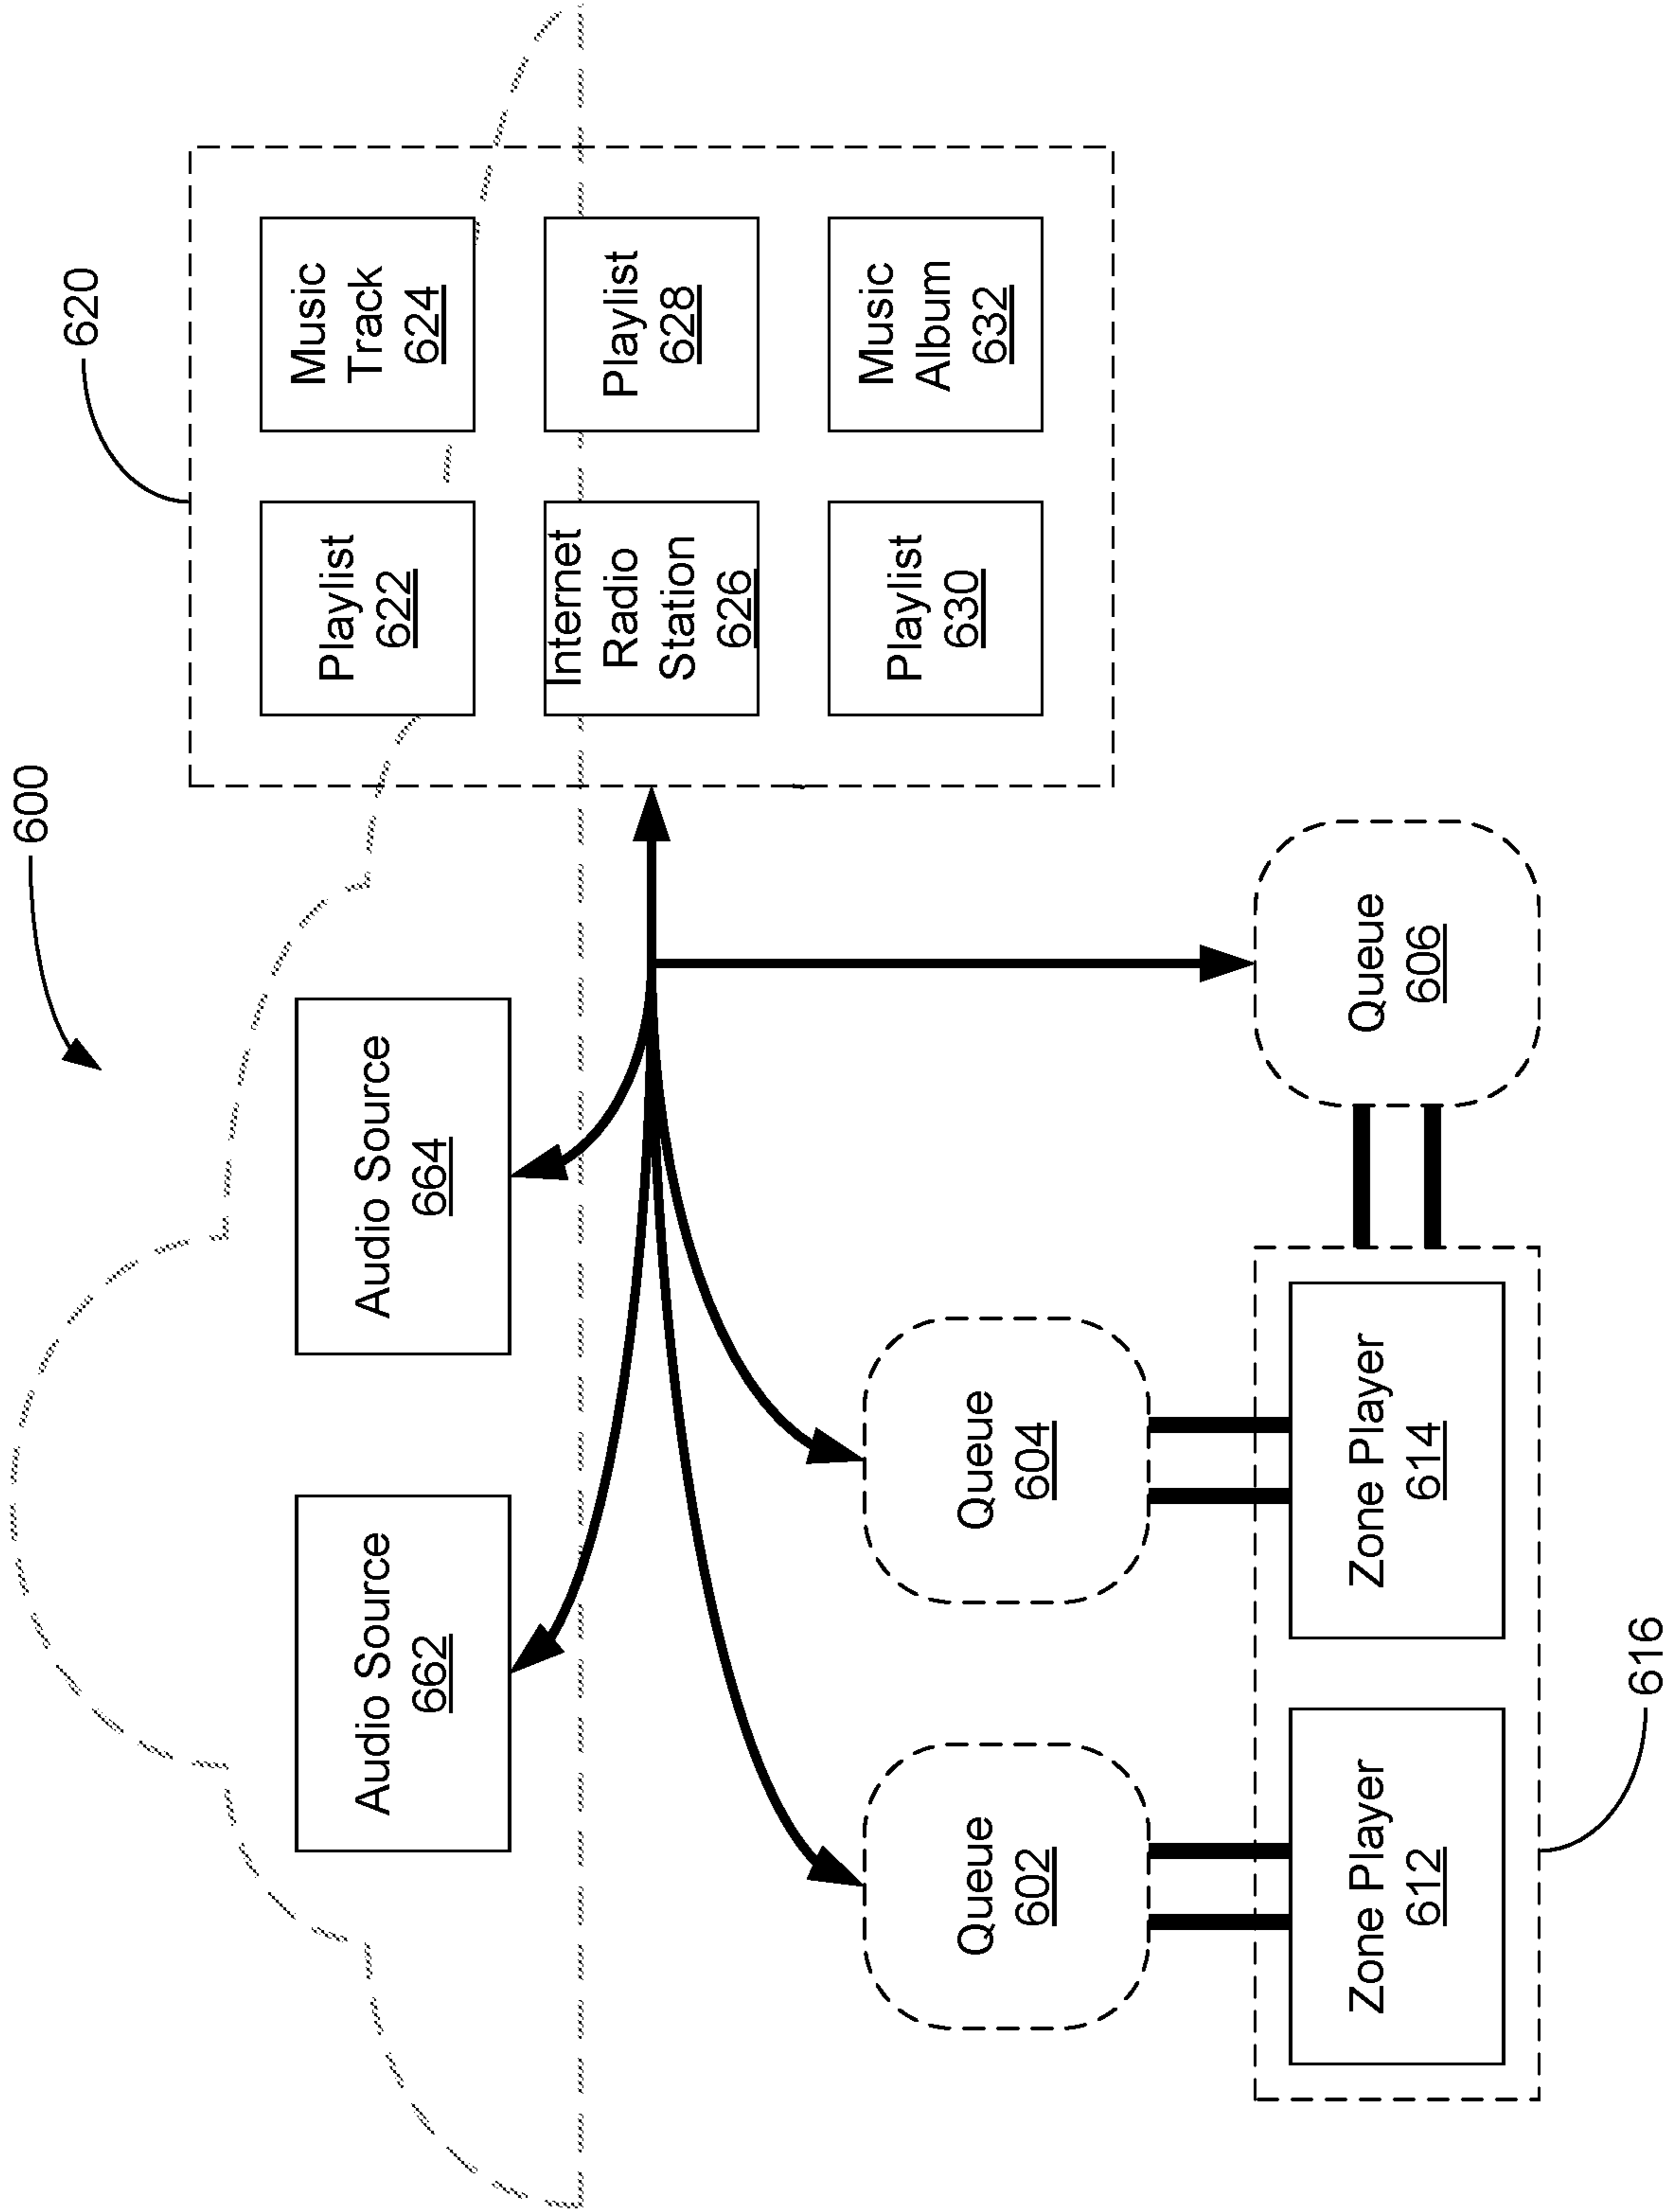 600
620
Audio Source
662
Audio Source
664
Playlist
622
Music
Track
624
Internet
Radio
Station
626
Playlist
628
Playlist
630
Music
Album
632
Queue
602
Queue
604
Queue
606
Zone Player
612
Zone Player
614
616